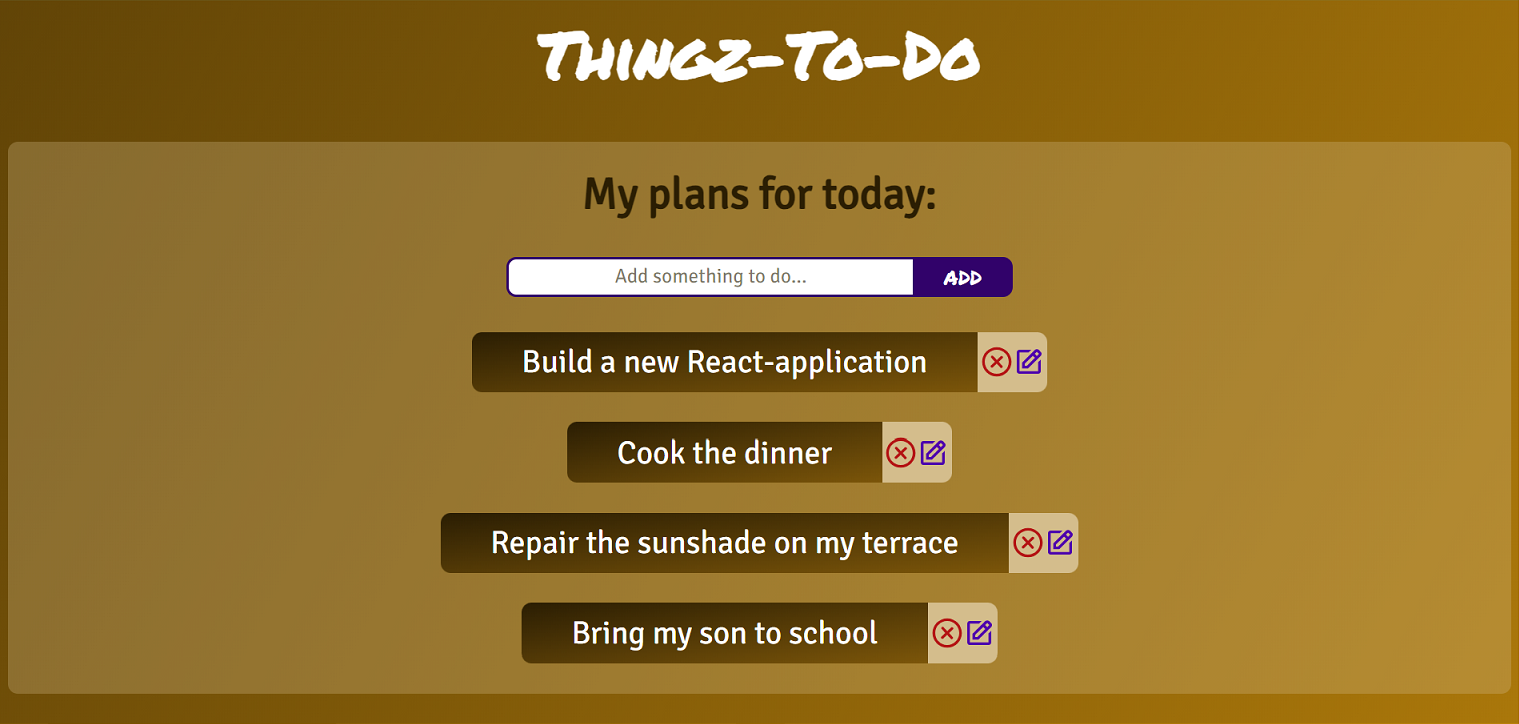 Thingz-To-Do
My plans for today:
Add something to do...
ADD
Build a new React-application
Cook the dinner
Repair the sunshade on my terrace
Bring my son to school